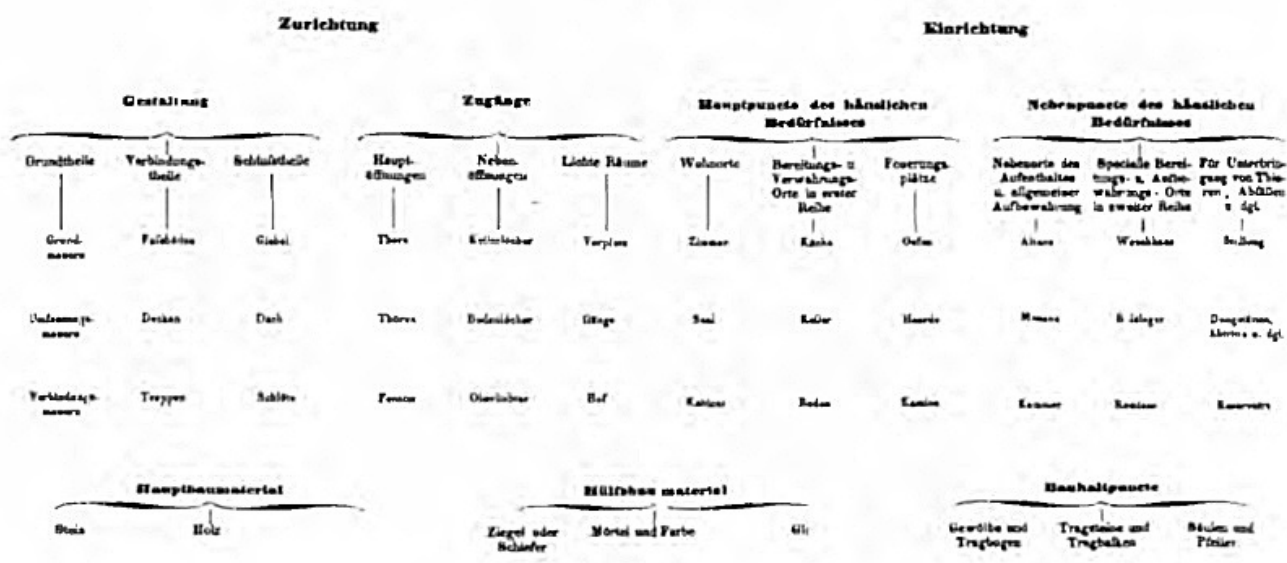 Zurichtung
Einrichtung
Gestaltung
Zugänge
Hauptpuncte des häuslichen
Bedürfnisses
Nebenpuncte des häuslichen
Bedürfnisses
Grundtheile
Verbindungs-
theile
Schlußtheile
Haupt-
öffnungen
Neben-
öffnungen
Lichte Räume
Wohnorte
Bereitungs- u
Verwahrungs-
Orte in erster
Reihe
Feuerungs-
plätze
Nebenorte des
Aufenthaltes
u. allgemeiner
Aufbewahrung
Specielle Berei-
tungs- u. Aufbe-
wahrungs-Orte
in zweiter Reihe
Für Unterbrin-
gung von Thie-
ren, Abfällen
u. dgl.
Grund-
mauern
Fußböden
Giebel
Thore
Kellerlöcher
Vorplatz
Zimmer
Küche
Oefen
Altane
Waschhaus
Stallung
Umfassungs-
mauern
Decken
Dach
Thüren
Bodenlöcher
Gänge
Saal
Keller
Heerde
Verbindungs-
mauern
Treppen
Schlöte
Fenster
Hof
Boden
Kamine
Kammer
Hauptbaumaterial
Hülfsbaumaterial
Bauhaltpuncte
Stein
Holz
Ziegel oder
Schiefer
Mörtel und Farbe
Gewölbe und
Tragbogen
Tragsteine und
Tragbalken
Säulen und
Pfeiler